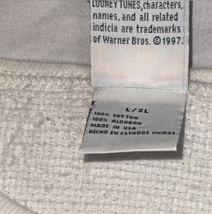 LOONEY TUNES, characters,
names, and all related
indicia are trademarks
of Warner Bros. ©1997.
L/XL
100% COTTON
100% ALGODON
MADE IN USA
HECHO EN ESTADOS UNIDOS